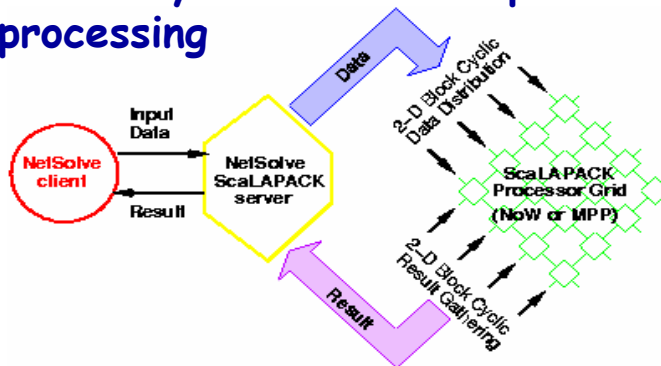 processing
Data
2-D Block Cyclic
Data Distribution
Input
Data
NetSolve
client
NetSolve
ScaLAPACK
server
Result
ScaLAPACK
Processor Grid
(NoW or MPP)
2-D Block Cyclic
Result Gathering
Result